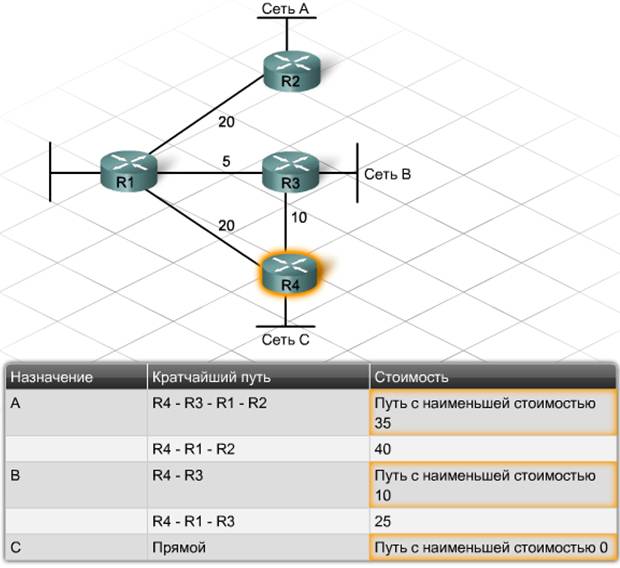 Сеть A
R2
20
5
R1
R3
Сеть B
20
10
R4
Сеть C
Назначение Кратчайший путь Стоимость
A R4 - R3 - R1 - R2 Путь с наименьшей стоимостью
35
R4 - R1 - R2 40
B R4 - R3 Путь с наименьшей стоимостью
10
R4 - R1 - R3 25
C Прямой Путь с наименьшей стоимостью 0